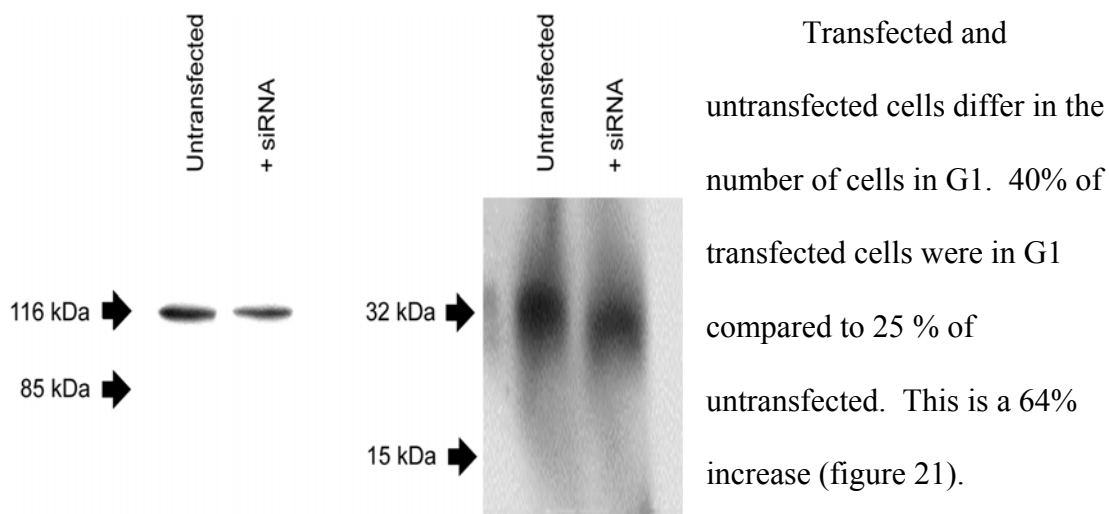 Untransfected
+ siRNA
116 kDa
85 kDa
Untransfected
+ siRNA
32 kDa
15 kDa
Transfected and
untransfected cells differ in the
number of cells in G1.  40% of
transfected cells were in G1
compared to 25 % of
untransfected.  This is a 64%
increase (figure 21).